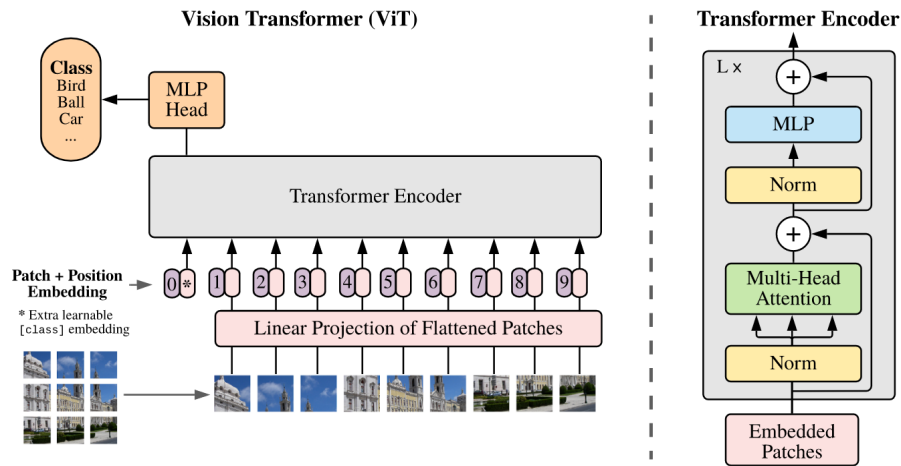 Vision Transformer (ViT)
Class
Bird
Ball
Car
...
MLP
Head
Transformer Encoder
Patch + Position
Embedding
0 * 1 2 3 4 5 6 7 8 9
* Extra learnable
[class] embedding
Linear Projection of Flattened Patches
Transformer Encoder
L ×
+
MLP
Norm
+
Multi-Head
Attention
Norm
Embedded
Patches